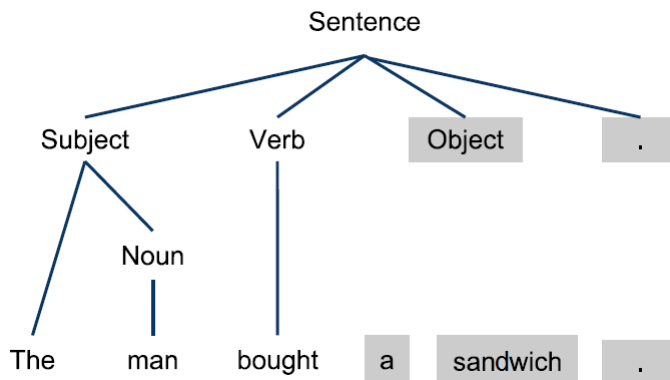 Sentence
Subject Verb Object .
Noun
The man bought a sandwich .